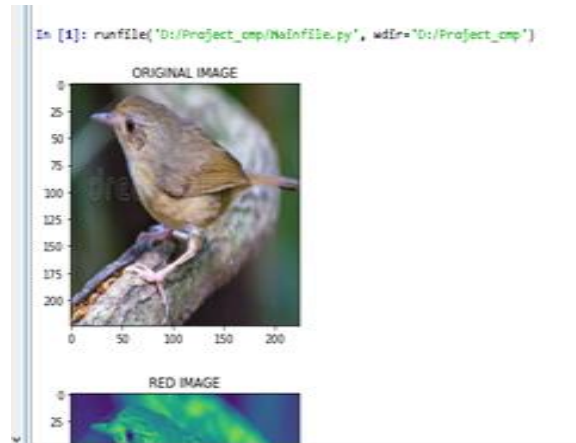 In [1]: runfile('D:/Project_cmp/Mainfile.py', wdir='D:/Project_cmp')
ORIGINAL IMAGE
0
25
50
75
100
125
150
175
200
0 50 100 150 200
RED IMAGE
0
25